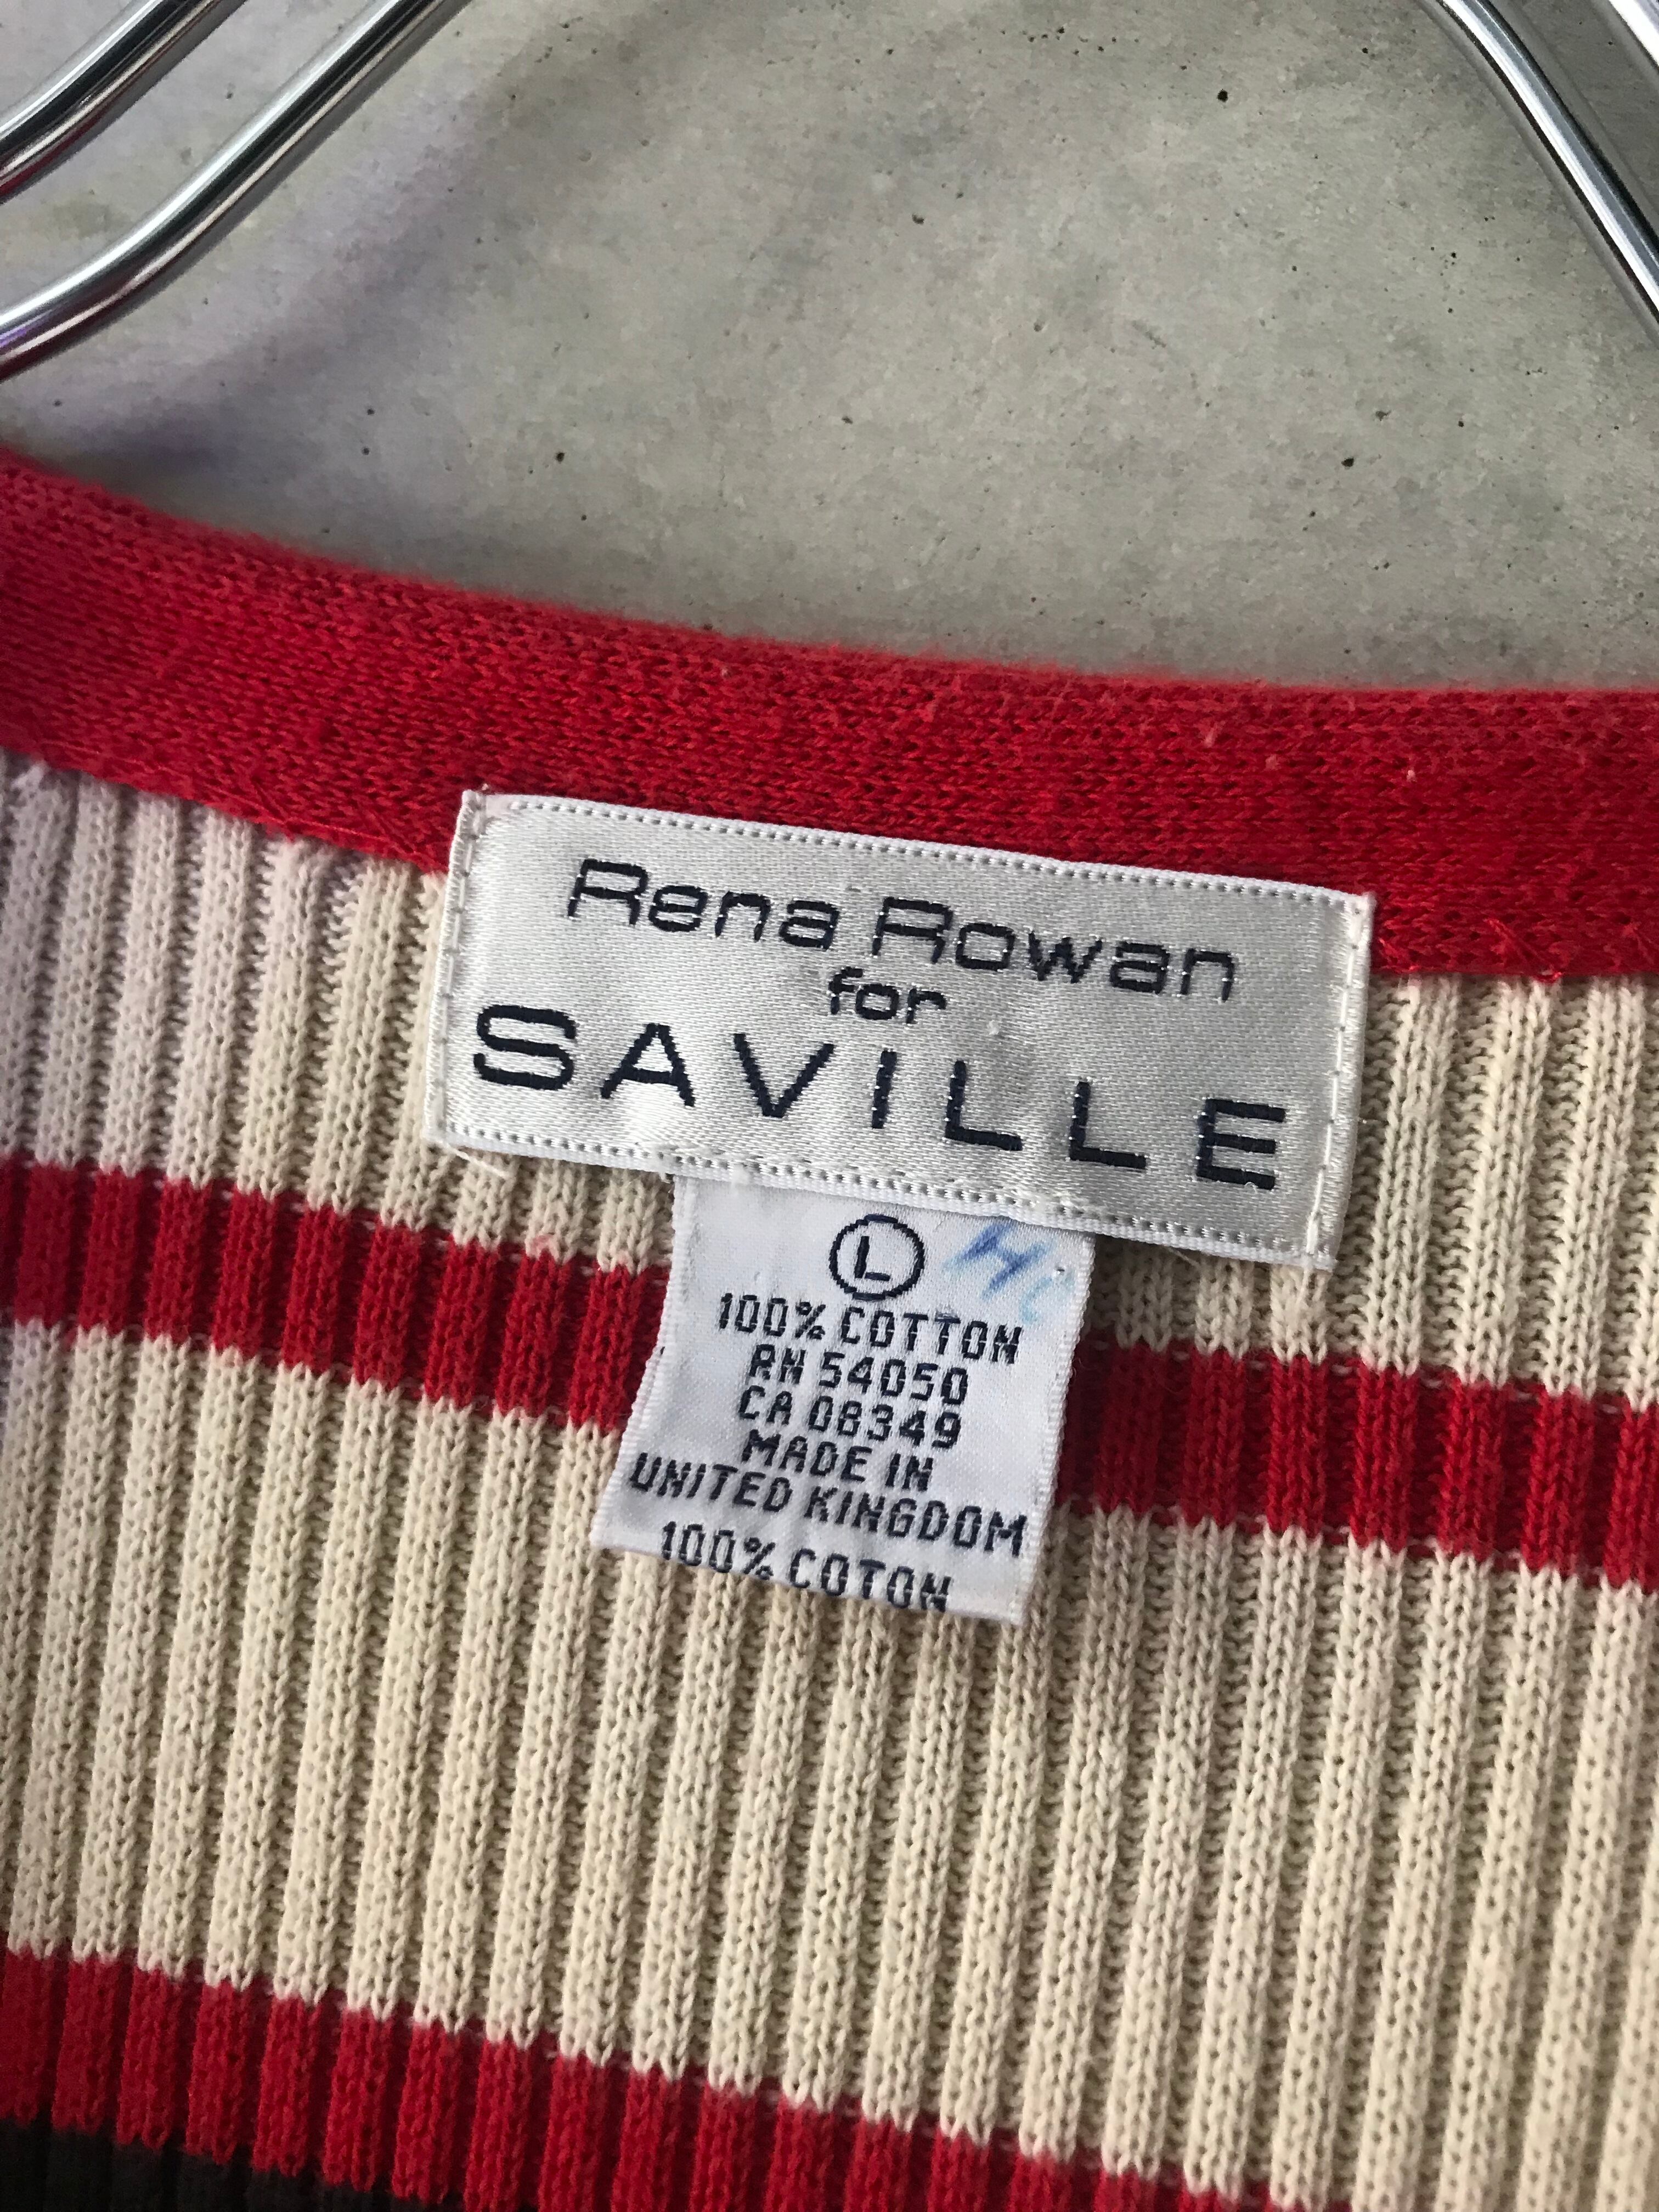 Rena Rowan
for
SAVILLE
L
100% COTTON
RN 54050
CA 08349
MADE IN
UNITED KINGDOM
100% COTON